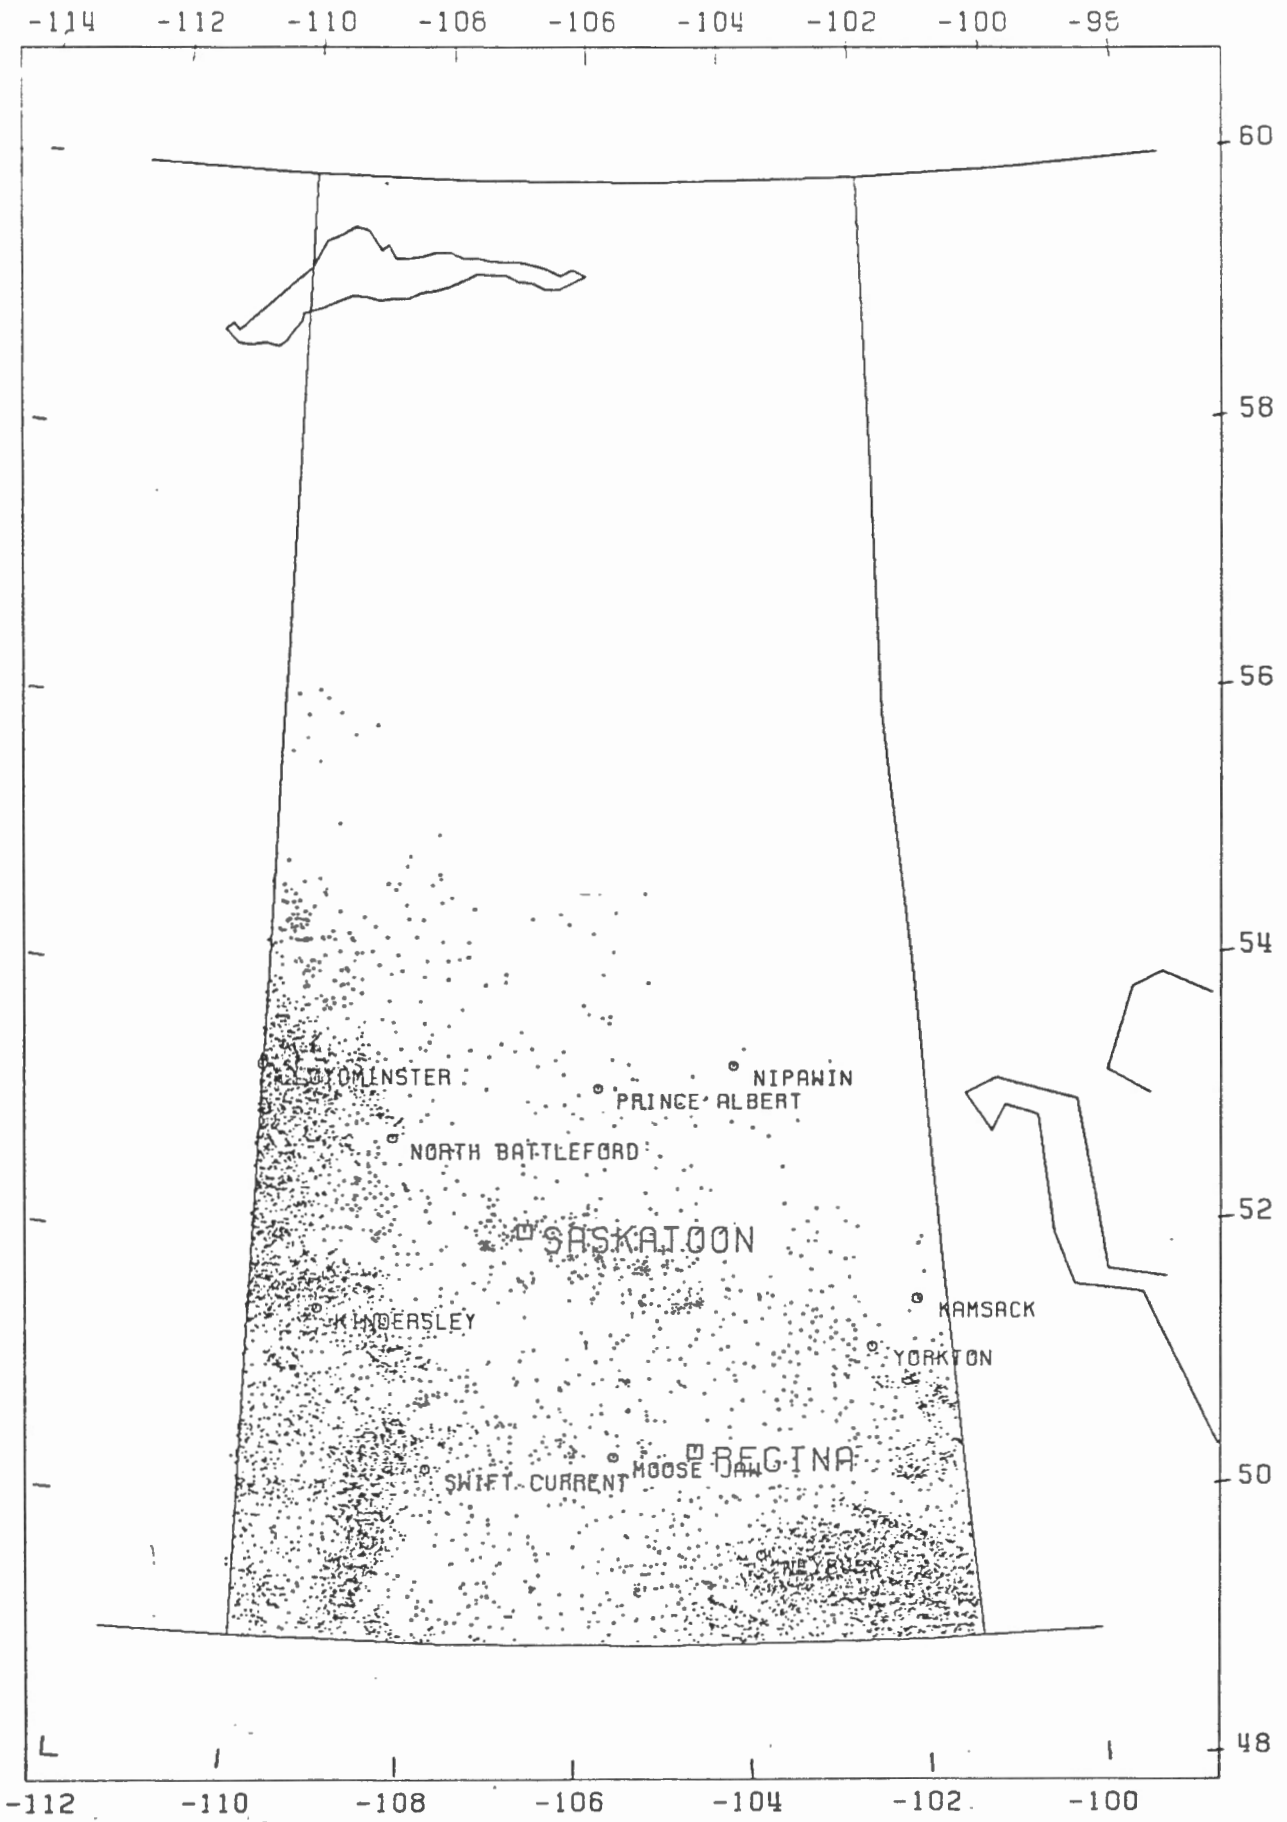 -114 -112 -110 -108 -106 -104 -102 -100 -98
60
58
56
54
LLOYDMINSTER
NIPAWIN
PRINCE ALBERT
NORTH BATTLEFORD
52
SASKATOON
KAMSACK
KINDERSLEY
YORKTON
REGINA
MOOSE JAW
SWIFT CURRENT
50
WEYBURN
48
-112 -110 -108 -106 -104 -102 -100